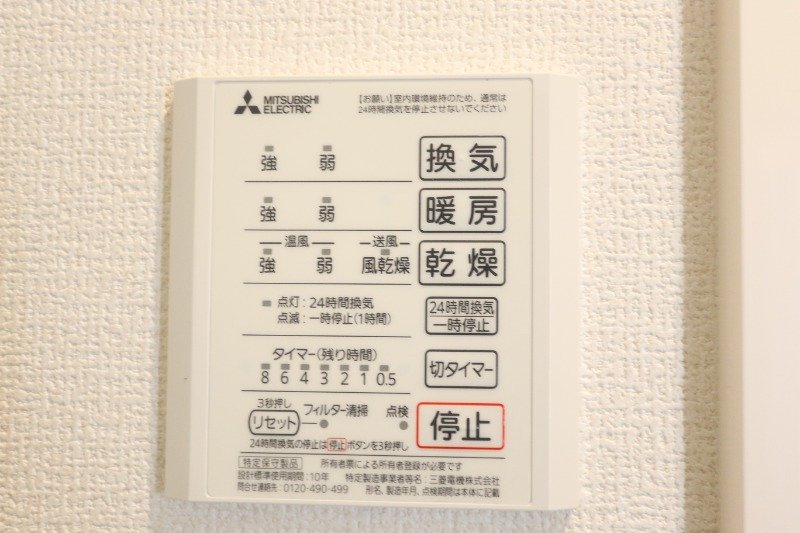 MITSUBISHI
ELECTRIC
【お願い】室内環境維持のため、通常は
24時間換気を停止させないでください
強 弱 換気
強 弱 暖房
温風 送風
強 弱 風乾燥 乾燥
点灯：24時間換気
点滅：一時停止(1時間)
24時間換気
一時停止
タイマー(残り時間)
8 6 4 3 2 1 0.5
切タイマー
3秒押し
リセット フィルター清掃 点検
停止
24時間換気の停止は停止ボタンを3秒押し
特定保守製品 所有者票による所有者登録が必要です
設計標準使用期間：10年 特定製造事業者等名：三菱電機株式会社
問合せ連絡先：0120-490-499 形名、製造年月、点検期間は本体に記載